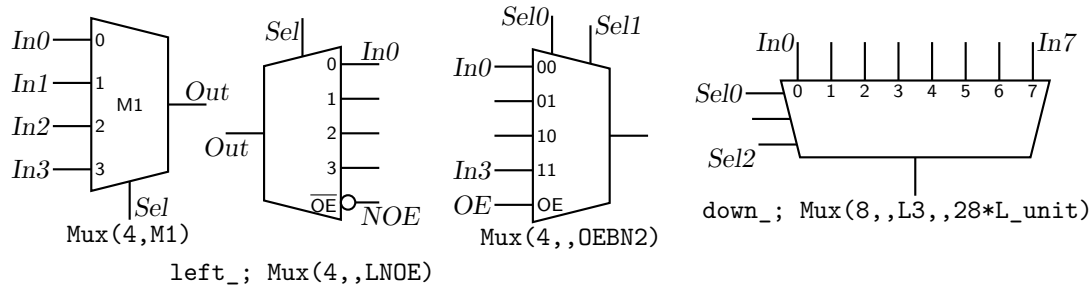 In0
0
In1
1
M1
Out
In2
2
In3
3
Sel
Mux(4,M1)
Sel
0
In0
1
2
Out
3
OE
NOE
left_; Mux(4,,LNOE)
Sel0
Sel1
In0
00
01
10
In3
11
OE
OE
Mux(4,,OEBN2)
In0
In7
0 1 2 3 4 5 6 7
Sel0
Sel2
down_; Mux(8,,L3,,28*L_unit)